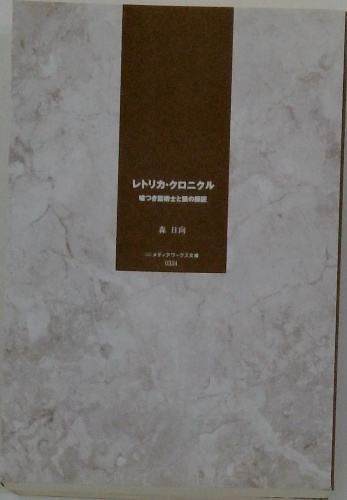 レトリカ・クロニクル
嘘つき話術士と狐の師匠
森 日向
メディアワークス文庫
0334